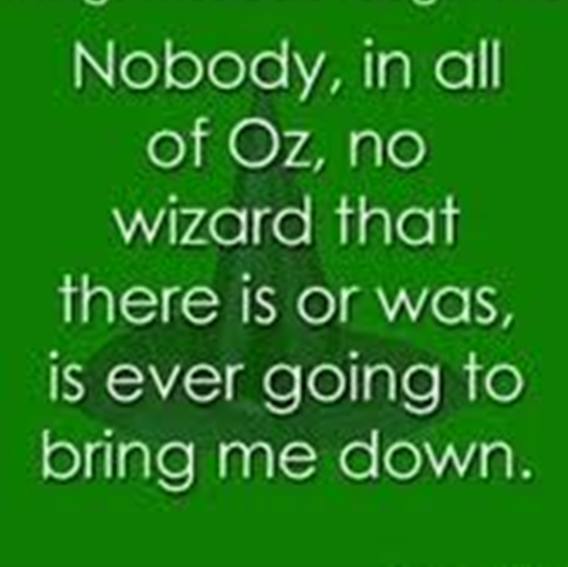 Nobody, in all
of Oz, no
wizard that
there is or was,
is ever going to
bring me down.